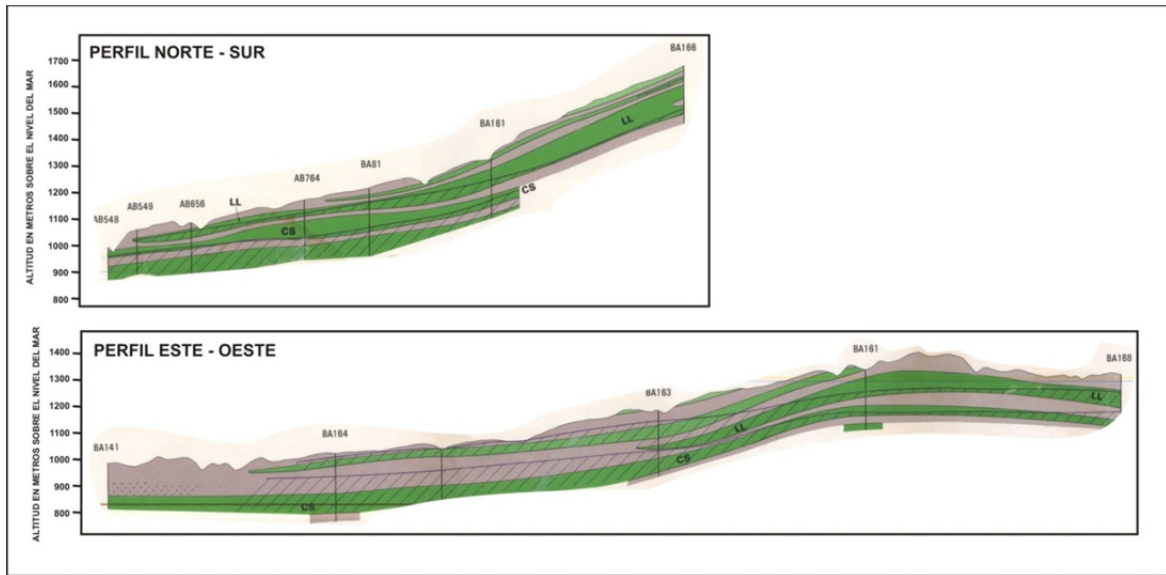 PERFIL NORTE - SUR
ALTITUD EN METROS SOBRE EL NIVEL DEL MAR
1700
1600
1500
1400
1300
1200
1100
1000
900
800
BA166
BA161
BA81
AB764
AB656
AB549
AB548
LL
LL
CS
CS
PERFIL ESTE - OESTE
ALTITUD EN METROS SOBRE EL NIVEL DEL MAR
1400
1300
1200
1100
1000
900
800
BA161
BA168
BA163
BA164
BA141
LL
LL
CS
CS